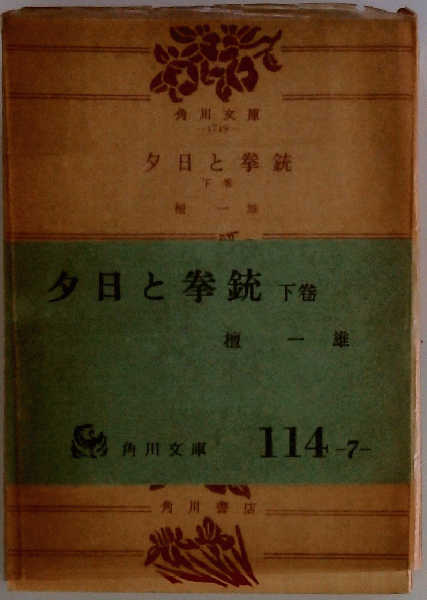 角川文庫
—1749—
夕日と拳銃
下巻
檀一雄
夕日と拳銃 下巻
檀一雄
角川文庫 114-7-
角川書店